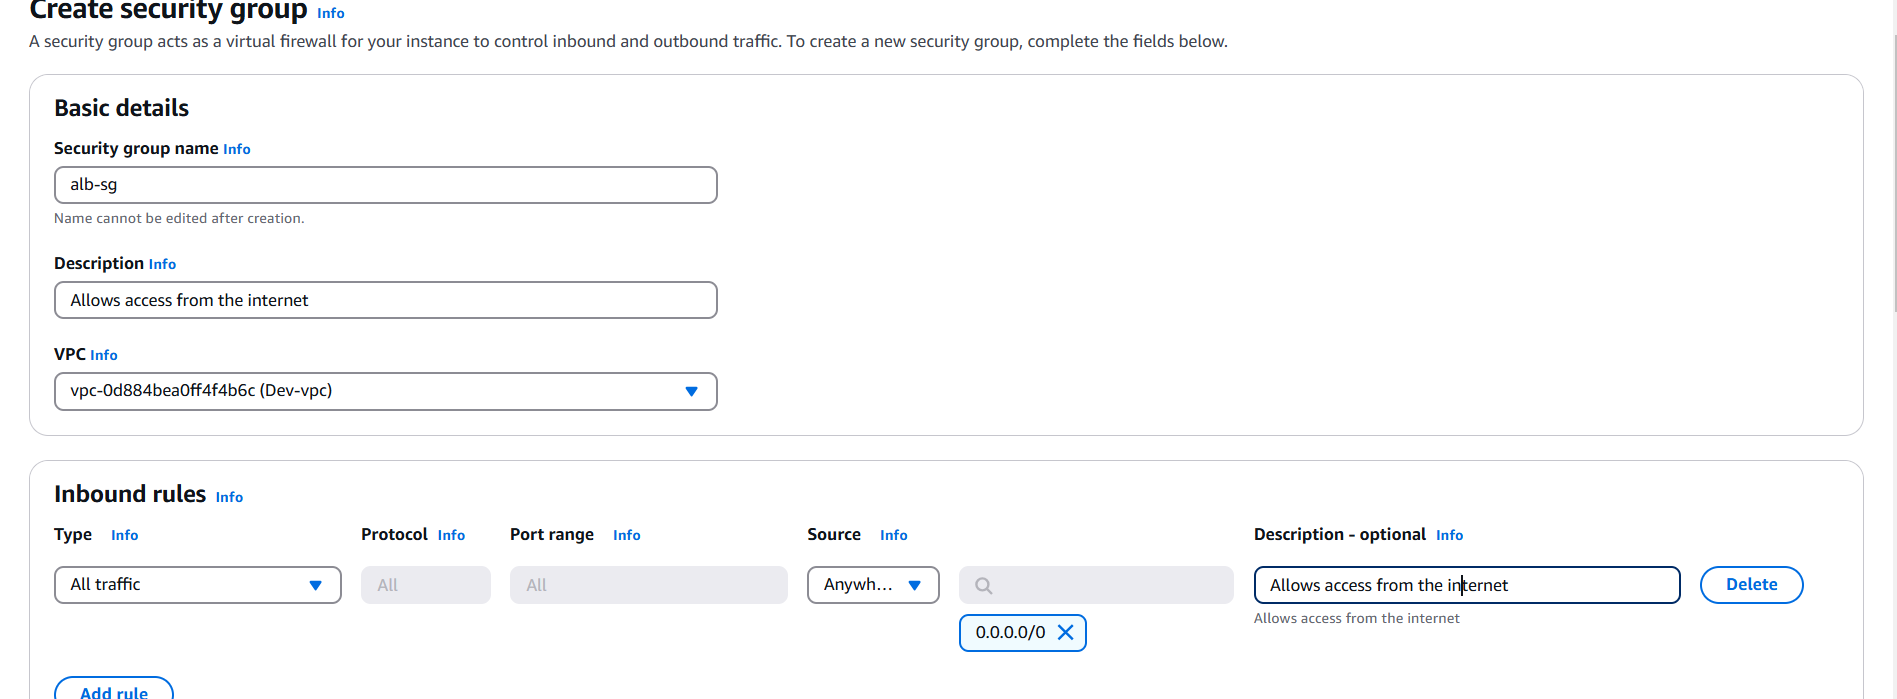 Create security group Info
A security group acts as a virtual firewall for your instance to control inbound and outbound traffic. To create a new security group, complete the fields below.
Basic details
Security group name Info
alb-sg
Name cannot be edited after creation.
Description Info
Allows access from the internet
VPC Info
vpc-0d884bea0ff4f4b6c (Dev-vpc)
Inbound rules Info
Type Info Protocol Info Port range Info Source Info Description - optional Info
All traffic All All Anywh... Allows access from the internet Delete
Allows access from the internet
0.0.0.0/0
Add rule